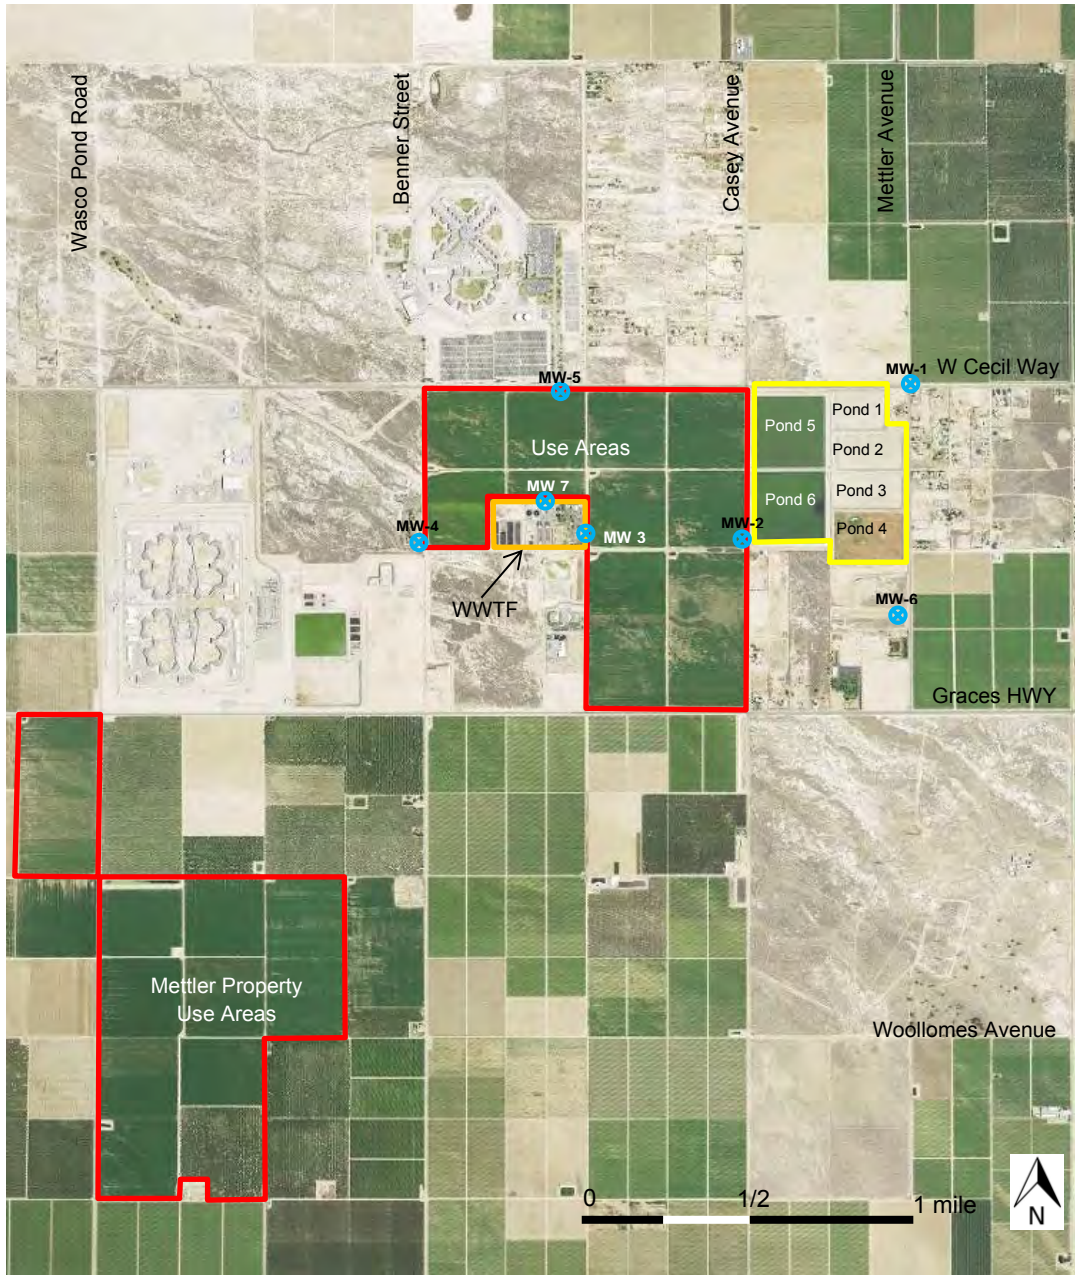 Wasco Pond Road
Benner Street
Casey Avenue
Mettler Avenue
W Cecil Way
MW-1
MW-5
Pond 1
Pond 5
Use Areas
Pond 2
MW 7
Pond 3
Pond 6
MW-4
MW 3
MW-2
Pond 4
WWTF
MW-6
Graces HWY
Mettler Property
Use Areas
Woollomes Avenue
0
1/2
1 mile
N